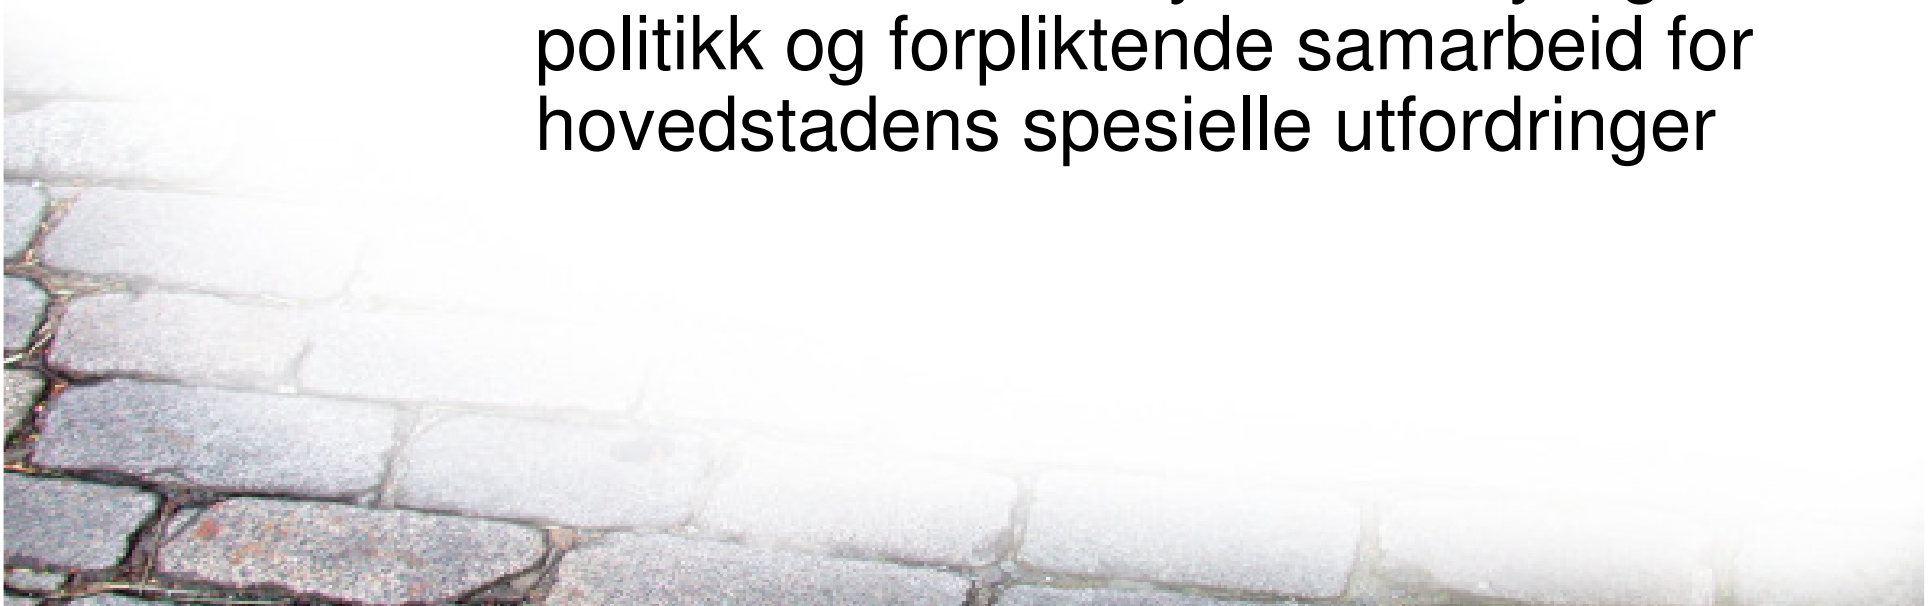 politikk og forpliktende samarbeid for
hovedstadens spesielle utfordringer